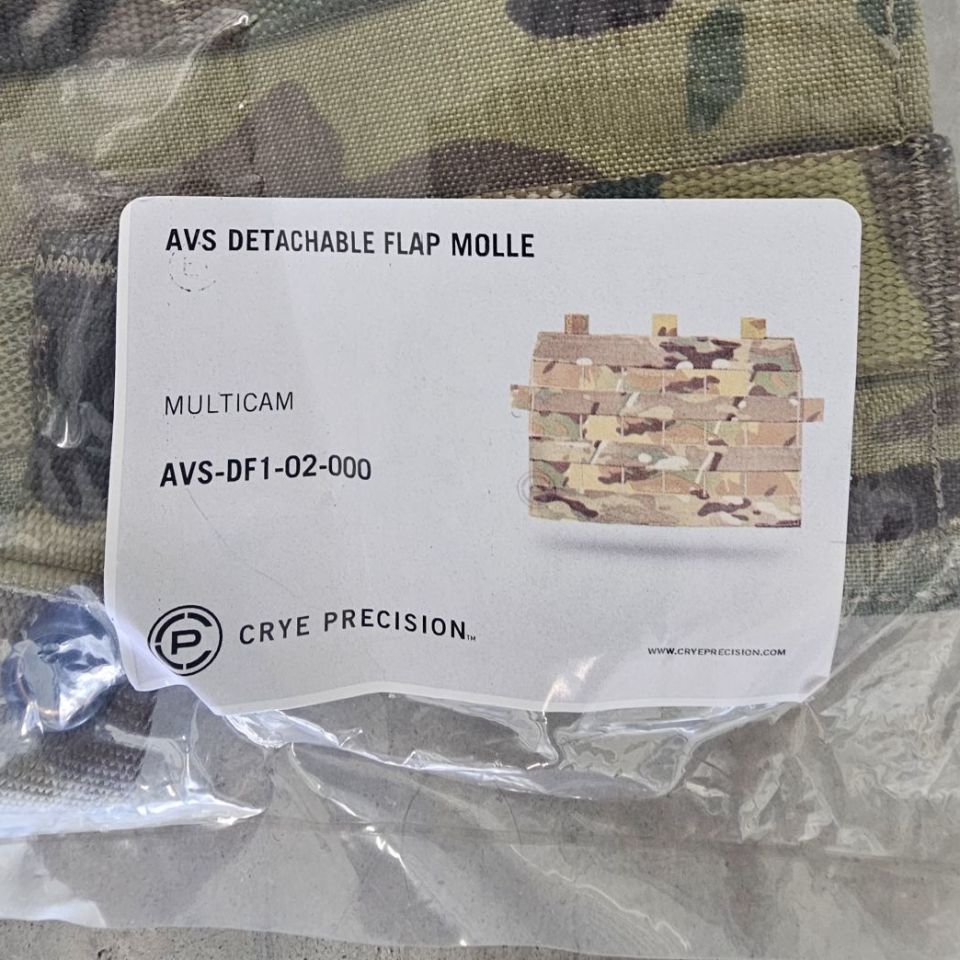 AVS DETACHABLE FLAP MOLLE
MULTICAM
AVS-DF1-02-000
P CRYE PRECISION™
WWW.CRYEPRECISION.COM